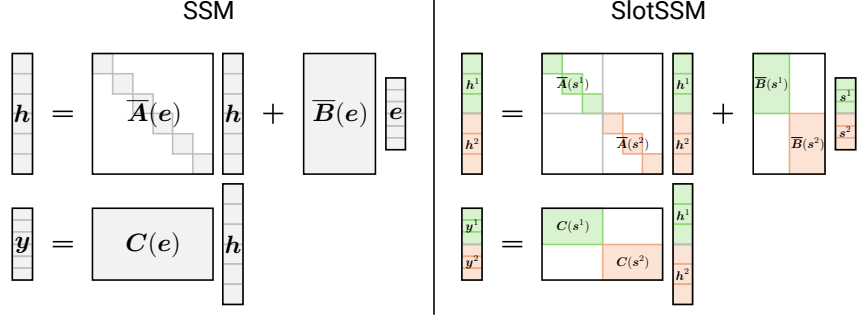 SSM
h = A̅(e) h + B̅(e) e
y = C(e) h
SlotSSM
h¹ h² = A̅(s¹) A̅(s²) h¹ h² + B̅(s¹) B̅(s²) s¹ s²
y¹ y² = C(s¹) C(s²) h¹ h²